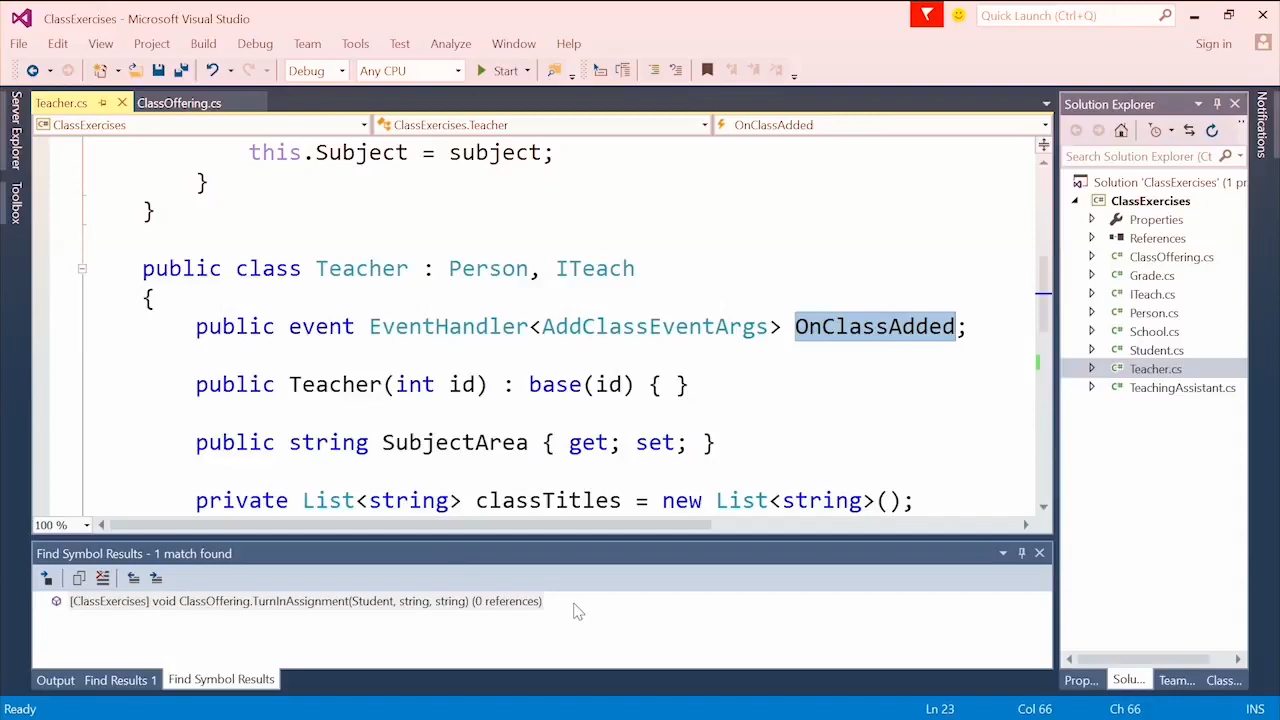 ClassExercises - Microsoft Visual Studio
Quick Launch (Ctrl+Q)
File Edit View Project Build Debug Team Tools Test Analyze Window Help
Sign in
Debug Any CPU Start
Server Explorer
Toolbox
Teacher.cs ClassOffering.cs
ClassExercises ClassExercises.Teacher OnClassAdded
this.Subject = subject;
}
}
public class Teacher : Person, ITeach
{
public event EventHandler<AddClassEventArgs> OnClassAdded;
public Teacher(int id) : base(id) { }
public string SubjectArea { get; set; }
private List<string> classTitles = new List<string>();
100 %
Find Symbol Results - 1 match found
[ClassExercises] void ClassOffering.TurnInAssignment(Student, string, string) (0 references)
Output Find Results 1 Find Symbol Results
Solution Explorer
Search Solution Explorer (Ct
Solution 'ClassExercises' (1 pr
C# ClassExercises
Properties
References
C# ClassOffering.cs
C# Grade.cs
C# ITeach.cs
C# Person.cs
C# School.cs
C# Student.cs
C# Teacher.cs
C# TeachingAssistant.cs
Prop... Solu... Team... Class...
Notifications
Ready Ln 23 Col 66 Ch 66 INS